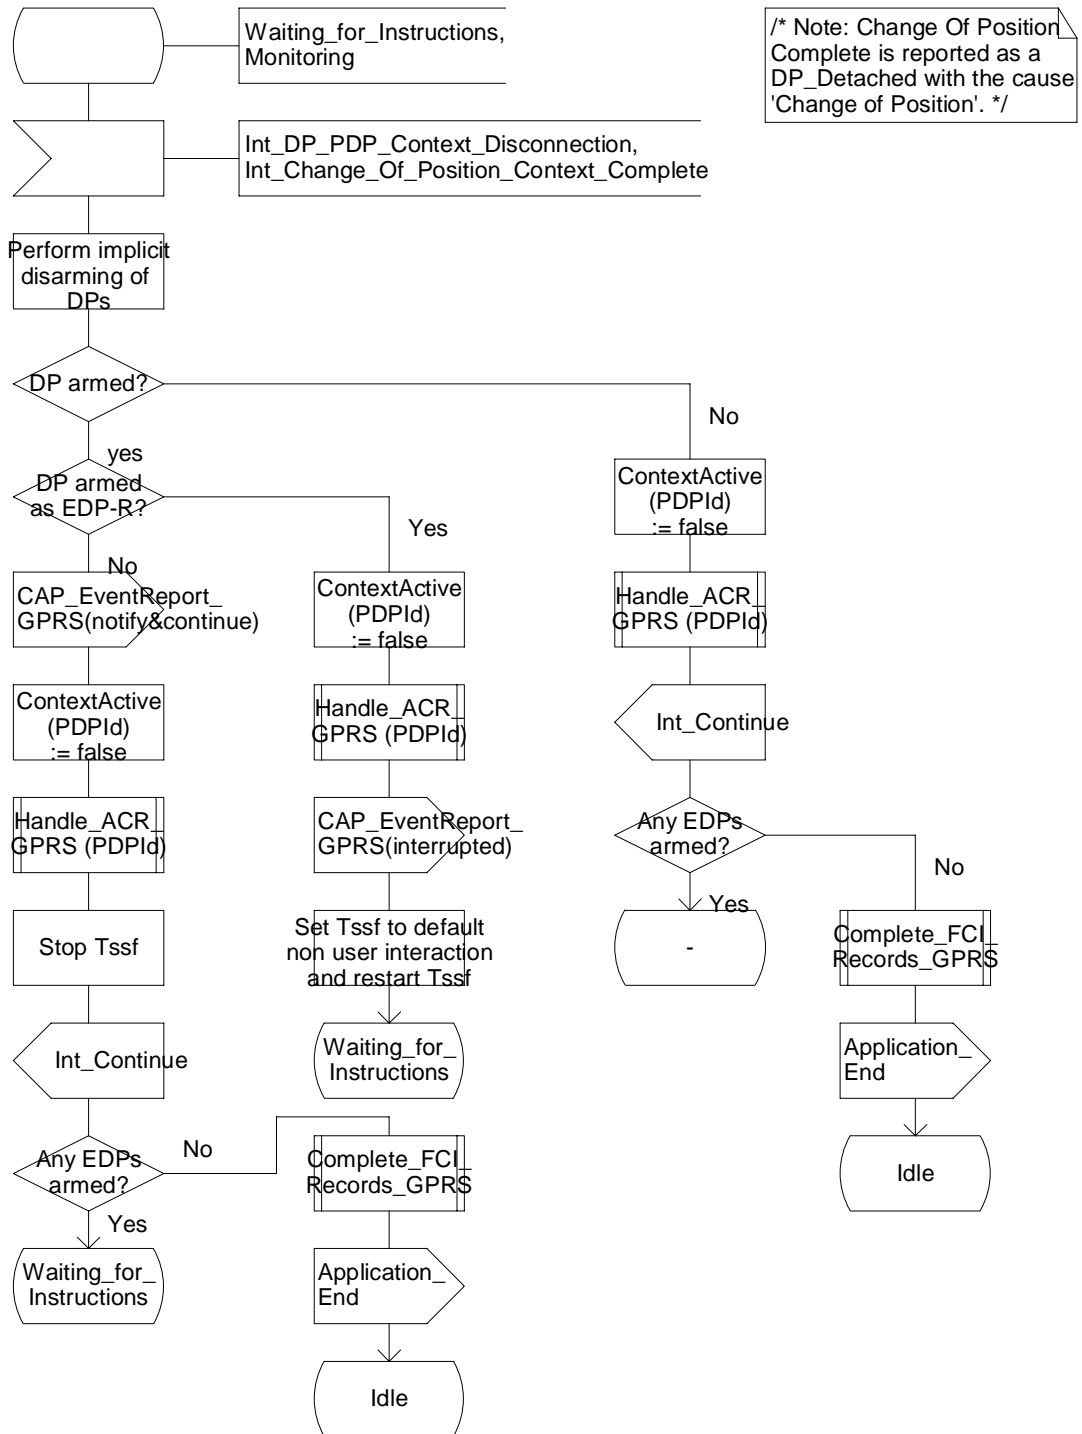 Waiting_for_Instructions,
Monitoring
/* Note: Change Of Position
Complete is reported as a
DP_Detached with the cause
'Change of Position'. */
Int_DP_PDP_Context_Disconnection,
Int_Change_Of_Position_Context_Complete
Perform implicit
disarming of
DPs
DP armed?
No
yes
DP armed
as EDP-R?
Yes
No
CAP_EventReport_
GPRS(notify&continue)
ContextActive
(PDPId)
:= false
Handle_ACR_
GPRS (PDPId)
Stop Tssf
Int_Continue
Any EDPs
armed?
No
Yes
Waiting_for_
Instructions
ContextActive
(PDPId)
:= false
Handle_ACR_
GPRS (PDPId)
CAP_EventReport_
GPRS(interrupted)
Set Tssf to default
non user interaction
and restart Tssf
Waiting_for_
Instructions
Complete_FCI_
Records_GPRS
Application_
End
Idle
ContextActive
(PDPId)
:= false
Handle_ACR_
GPRS (PDPId)
Int_Continue
Any EDPs
armed?
No
Yes
-
Complete_FCI_
Records_GPRS
Application_
End
Idle